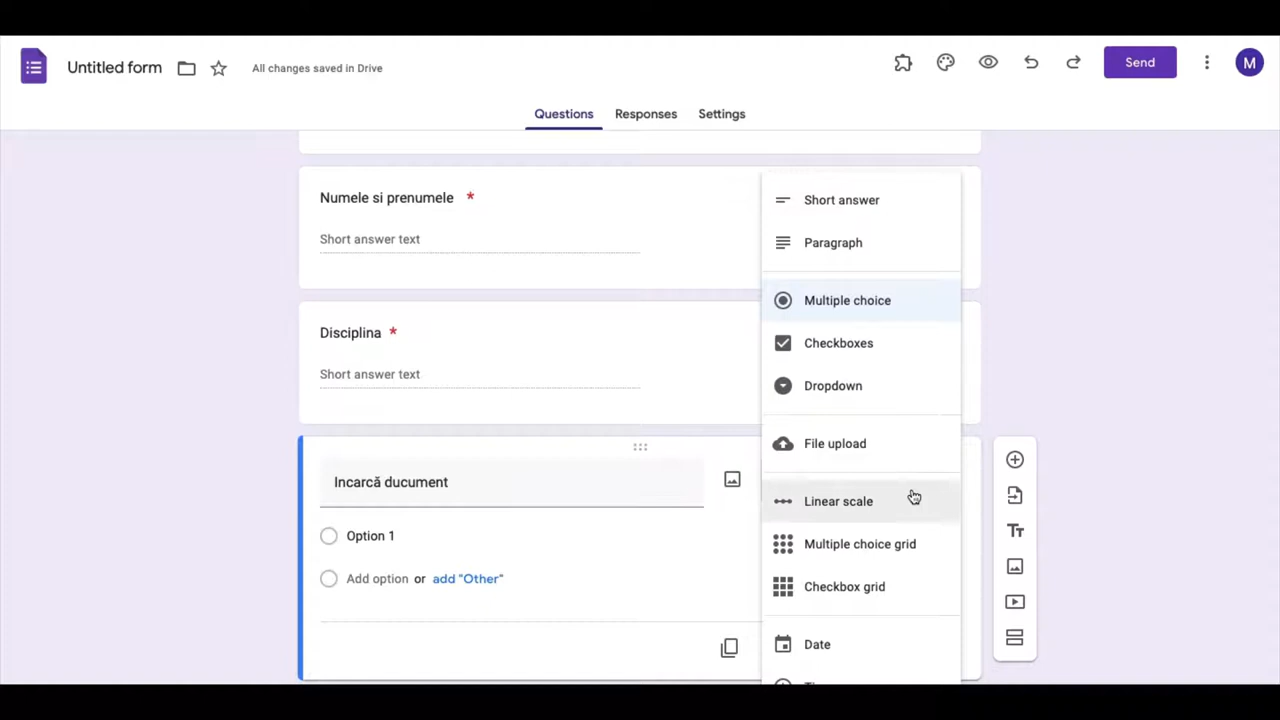 Untitled form
All changes saved in Drive
Send
M
Questions
Responses
Settings
Numele si prenumele *
Short answer text
Disciplina *
Short answer text
Incarcă ducument
Option 1
Add option or add "Other"
Short answer
Paragraph
Multiple choice
Checkboxes
Dropdown
File upload
Linear scale
Multiple choice grid
Checkbox grid
Date
Tт